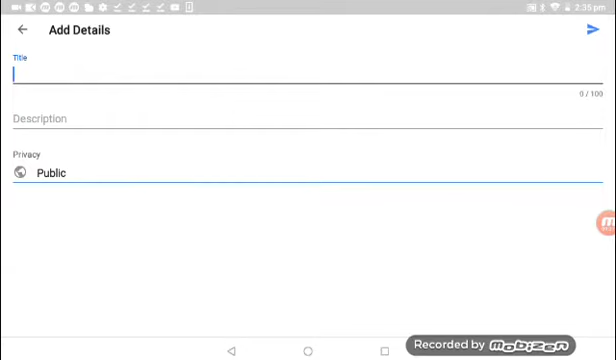 2:35 pm
Add Details
Title
0 / 100
Description
Privacy
Public
Recorded by mobizen